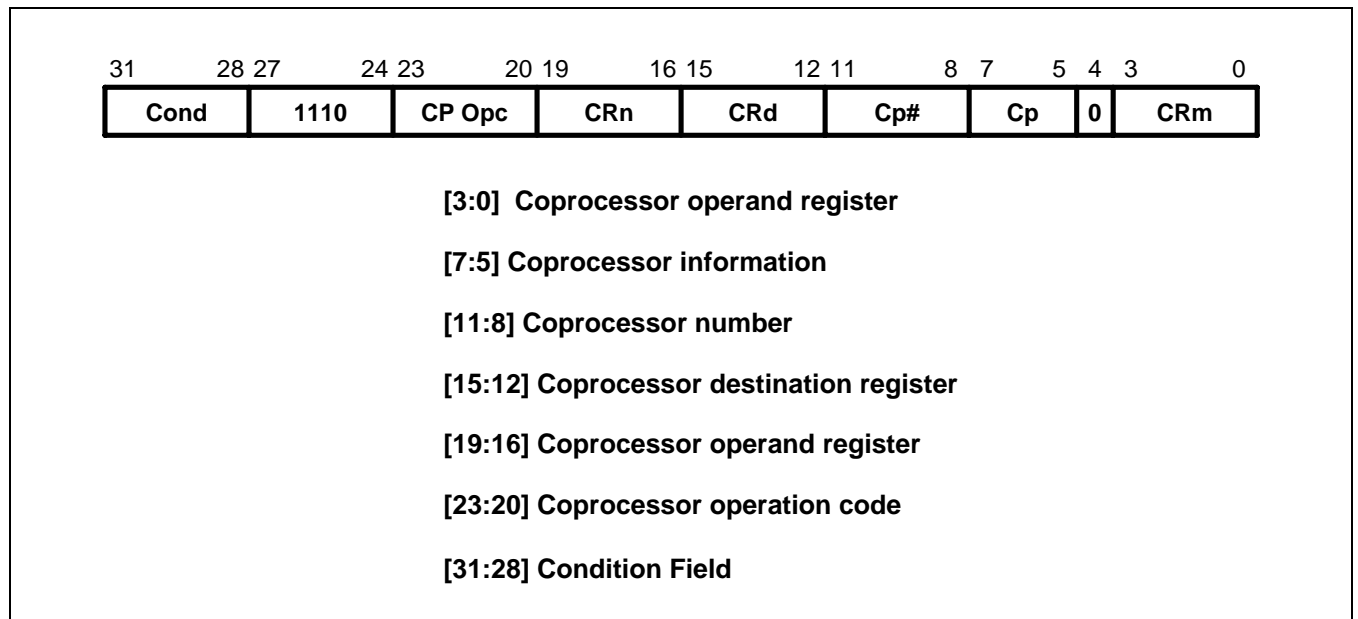 31 28 27 24 23 20 19 16 15 12 11 8 7 5 4 3 0
Cond 1110 CP Opc CRn CRd Cp# Cp 0 CRm
[3:0] Coprocessor operand register
[7:5] Coprocessor information
[11:8] Coprocessor number
[15:12] Coprocessor destination register
[19:16] Coprocessor operand register
[23:20] Coprocessor operation code
[31:28] Condition Field